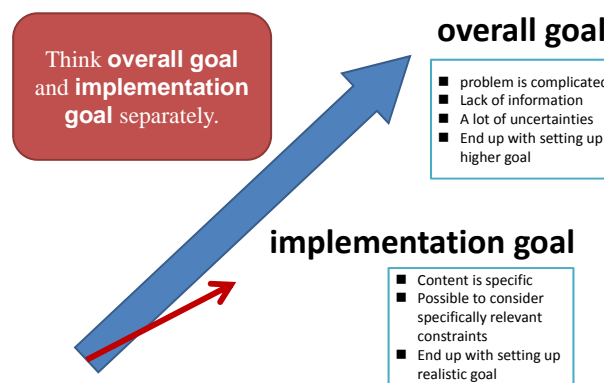 overall goal
Think overall goal
and implementation
goal separately.
■ problem is complicated
■ Lack of information
■ A lot of uncertainties
■ End up with setting up
higher goal
implementation goal
■ Content is specific
■ Possible to consider
specifically relevant
constraints
■ End up with setting up
realistic goal